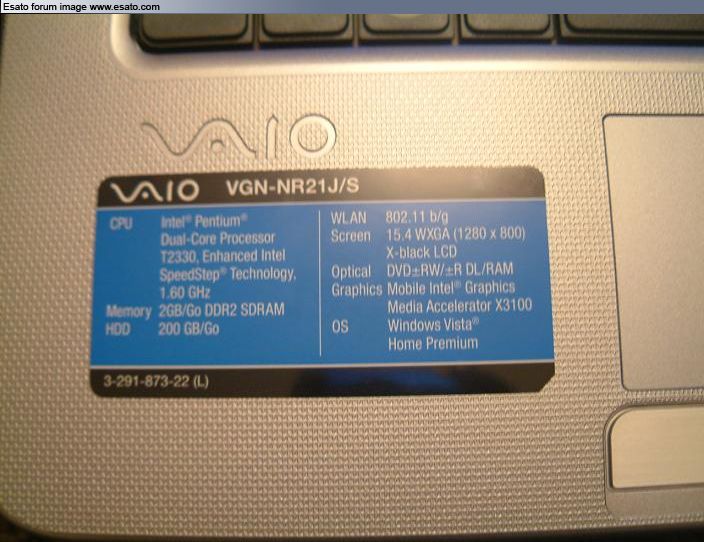 Esato forum image www.esato.com
VAIO
VAIO VGN-NR21J/S
CPU Intel® Pentium®
Dual-Core Processor
T2330, Enhanced Intel
SpeedStep® Technology,
1.60 GHz
Memory 2GB/Go DDR2 SDRAM
HDD 200 GB/Go
WLAN 802.11 b/g
Screen 15.4 WXGA (1280 x 800)
X-black LCD
Optical DVD±RW/±R DL/RAM
Graphics Mobile Intel® Graphics
Media Accelerator X3100
OS Windows Vista®
Home Premium
3-291-873-22 (L)